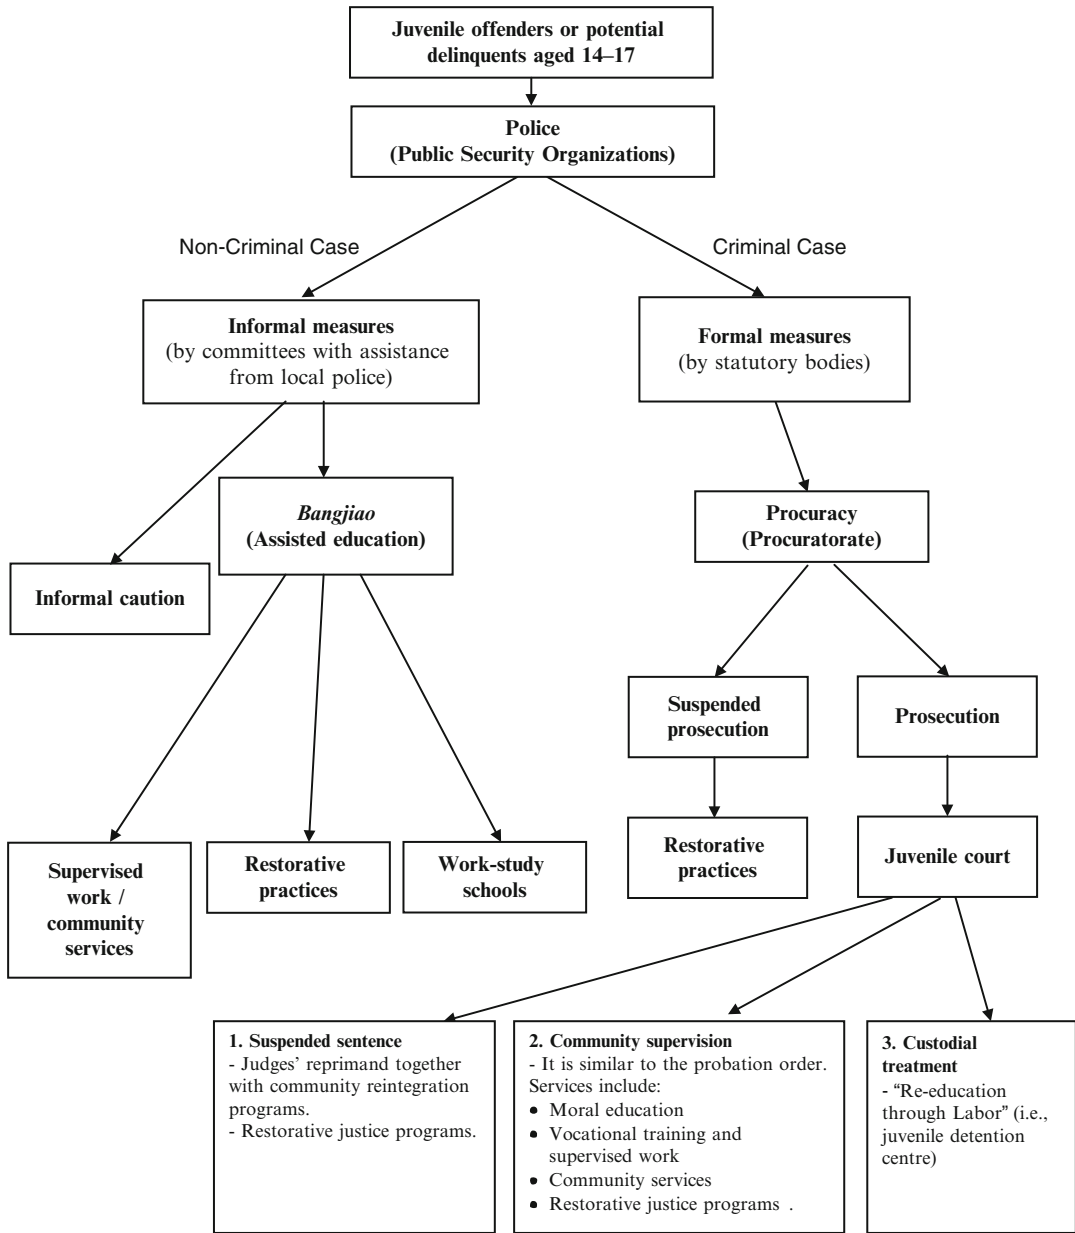 Juvenile offenders or potential
delinquents aged 14–17
Police
(Public Security Organizations)
Non-Criminal Case
Criminal Case
Informal measures
(by committees with assistance
from local police)
Formal measures
(by statutory bodies)
Bangjiao
(Assisted education)
Procuracy
(Procuratorate)
Informal caution
Suspended
prosecution
Prosecution
Supervised
work /
community
services
Restorative
practices
Work-study
schools
Restorative
practices
Juvenile court
1. Suspended sentence
- Judges' reprimand together
with community reintegration
programs.
- Restorative justice programs.
2. Community supervision
- It is similar to the probation order.
Services include:
● Moral education
● Vocational training and
supervised work
● Community services
● Restorative justice programs .
3. Custodial
treatment
- "Re-education
through Labor" (i.e.,
juvenile detention
centre)